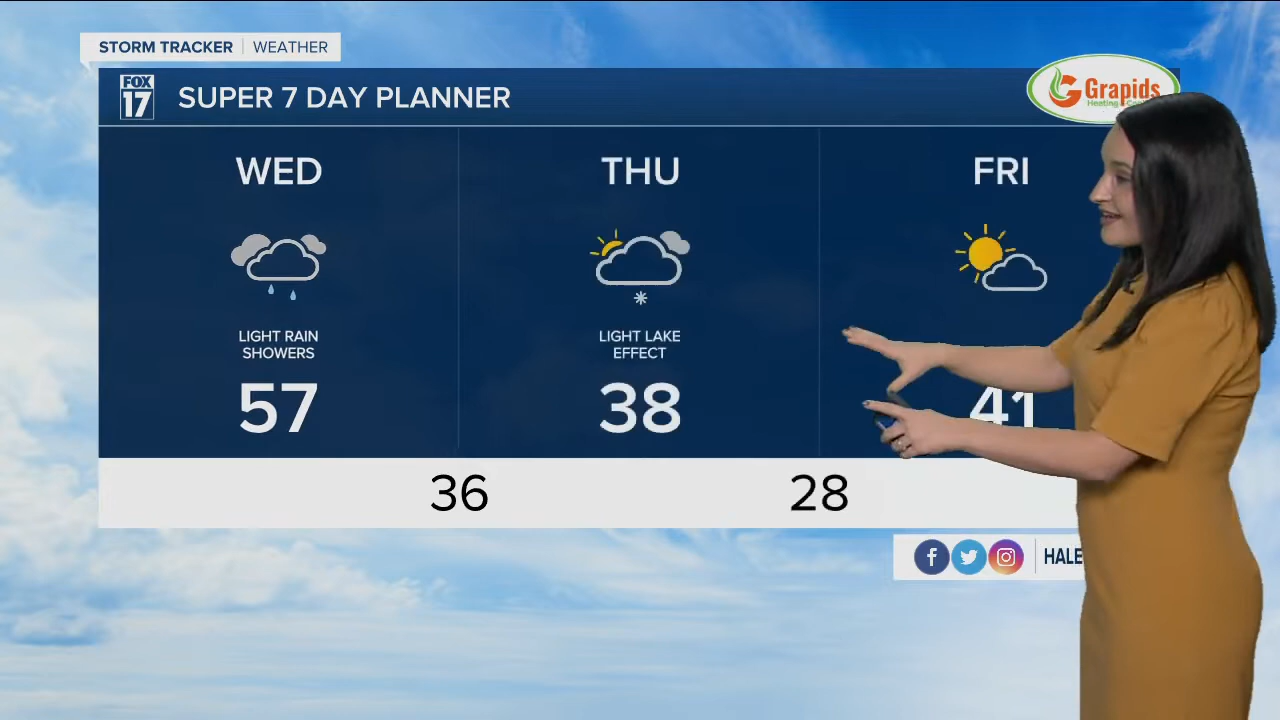 STORM TRACKER | WEATHER
FOX
17
SUPER 7 DAY PLANNER
Grapids
Heating
WED
THU
FRI
LIGHT RAIN
SHOWERS
LIGHT LAKE
EFFECT
57
38
41
36
28
HALE